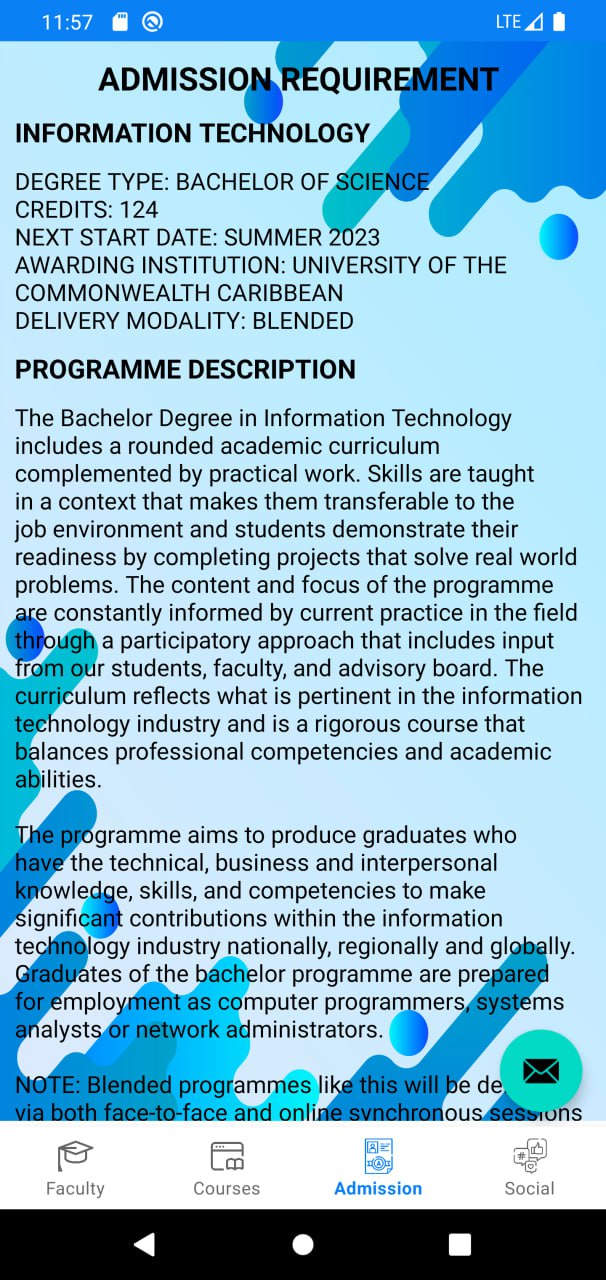 11:57
LTE
ADMISSION REQUIREMENT
INFORMATION TECHNOLOGY
DEGREE TYPE: BACHELOR OF SCIENCE
CREDITS: 124
NEXT START DATE: SUMMER 2023
AWARDING INSTITUTION: UNIVERSITY OF THE
COMMONWEALTH CARIBBEAN
DELIVERY MODALITY: BLENDED
PROGRAMME DESCRIPTION
The Bachelor Degree in Information Technology
includes a rounded academic curriculum
complemented by practical work. Skills are taught
in a context that makes them transferable to the
job environment and students demonstrate their
readiness by completing projects that solve real world
problems. The content and focus of the programme
are constantly informed by current practice in the field
through a participatory approach that includes input
from our students, faculty, and advisory board. The
curriculum reflects what is pertinent in the information
technology industry and is a rigorous course that
balances professional competencies and academic
abilities.
The programme aims to produce graduates who
have the technical, business and interpersonal
knowledge, skills, and competencies to make
significant contributions within the information
technology industry nationally, regionally and globally.
Graduates of the bachelor programme are prepared
for employment as computer programmers, systems
analysts or network administrators.
NOTE: Blended programmes like this will be
via both face-to-face and online synchronous sessions
Faculty
Courses
Admission
Social